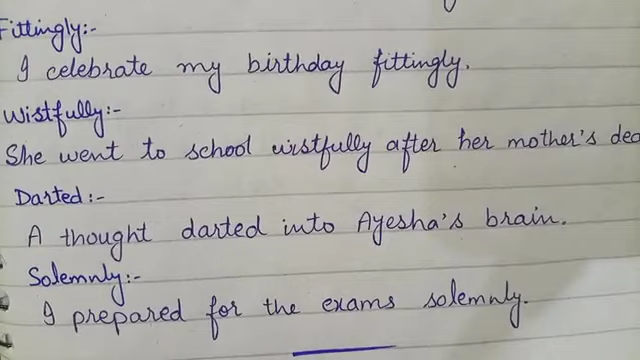 Fittingly:-
I celebrate my birthday fittingly.
Wistfully:-
She went to school wistfully after her mother's
Darted:-
A thought darted into Ayesha's brain.
Solemnly:-
I prepared for the exams solemnly.